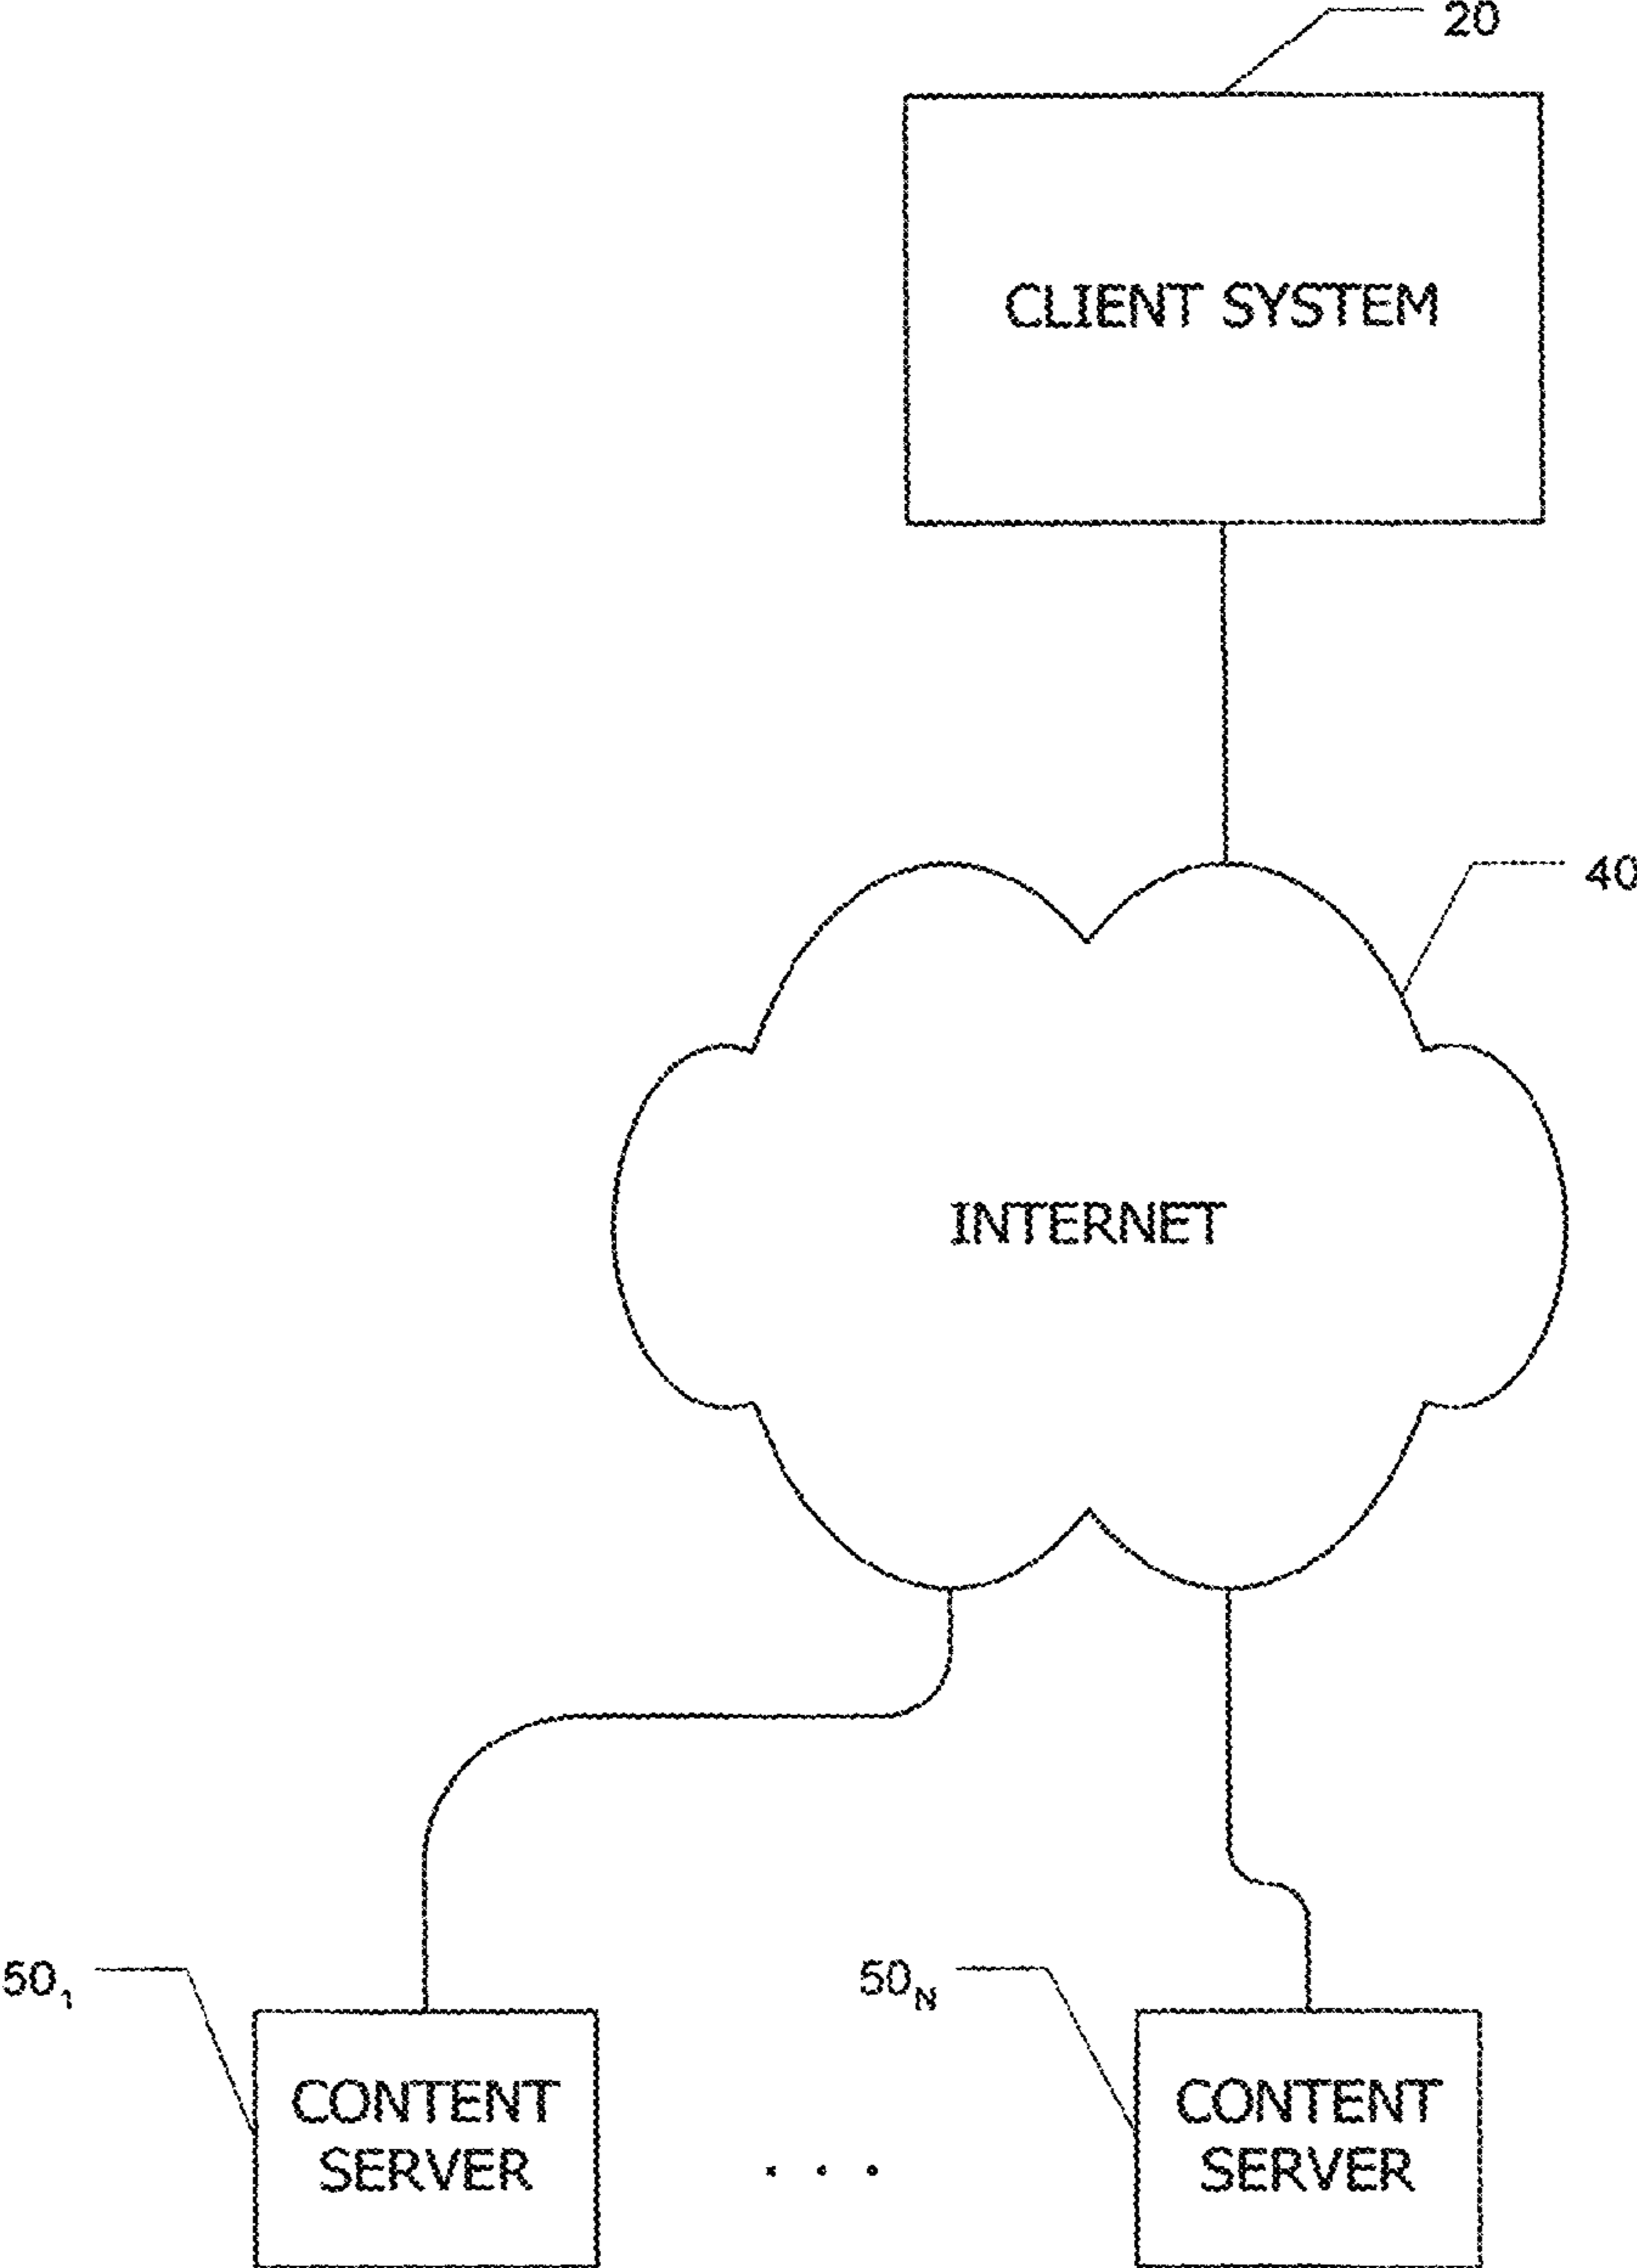 20
CLIENT SYSTEM
40
INTERNET
50₁
50ₙ
CONTENT
SERVER
. . .
CONTENT
SERVER